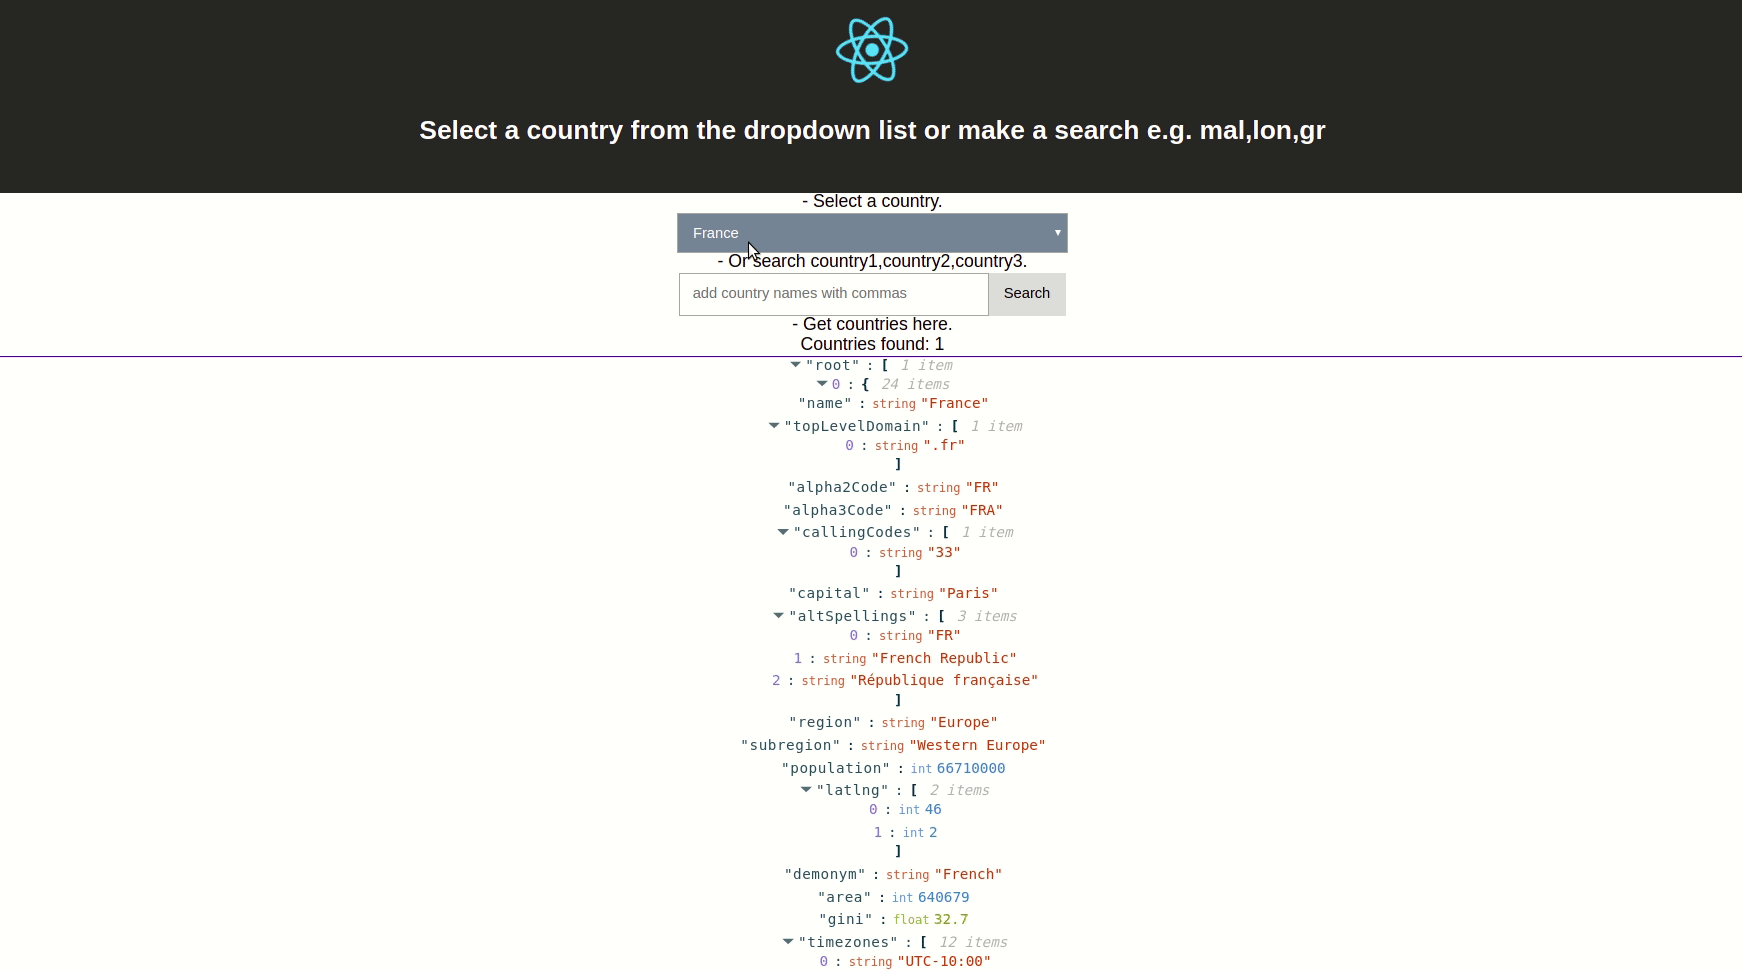 Select a country from the dropdown list or make a search e.g. mal,lon,gr
- Select a country.
France
- Or search country1,country2,country3.
add country names with commas Search
- Get countries here.
Countries found: 1
"root" : [ 1 item
0 : { 24 items
"name" : string "France"
"topLevelDomain" : [ 1 item
0 : string ".fr"
]
"alpha2Code" : string "FR"
"alpha3Code" : string "FRA"
"callingCodes" : [ 1 item
0 : string "33"
]
"capital" : string "Paris"
"altSpellings" : [ 3 items
0 : string "FR"
1 : string "French Republic"
2 : string "République française"
]
"region" : string "Europe"
"subregion" : string "Western Europe"
"population" : int 66710000
"latlng" : [ 2 items
0 : int 46
1 : int 2
]
"demonym" : string "French"
"area" : int 640679
"gini" : float 32.7
"timezones" : [ 12 items
0 : string "UTC-10:00"